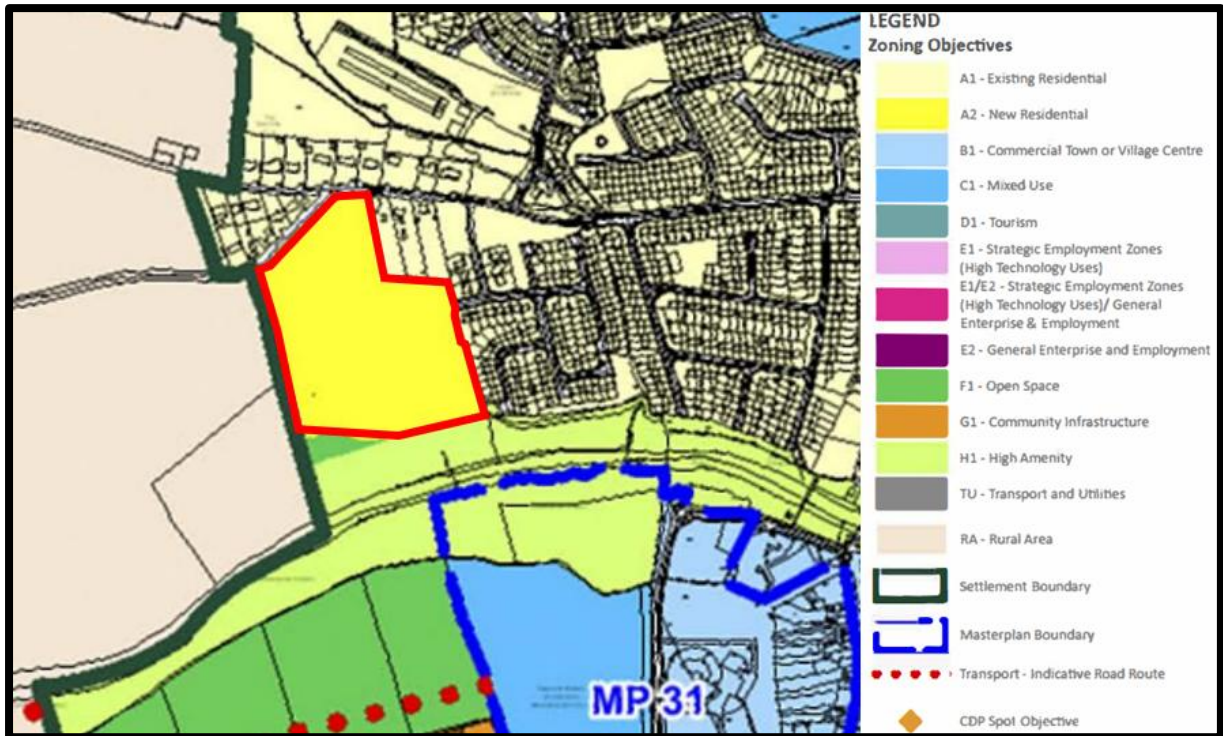 LEGEND
Zoning Objectives
A1 - Existing Residential
A2 - New Residential
B1 - Commercial Town or Village Centre
C1 - Mixed Use
D1 - Tourism
E1 - Strategic Employment Zones
(High Technology Uses)
E1/E2 - Strategic Employment Zones
(High Technology Uses)/ General
Enterprise & Employment
E2 - General Enterprise and Employment
F1 - Open Space
G1 - Community Infrastructure
H1 - High Amenity
TU - Transport and Utilities
RA - Rural Area
Settlement Boundary
Masterplan Boundary
Transport - Indicative Road Route
CDP Spot Objective
MP 31